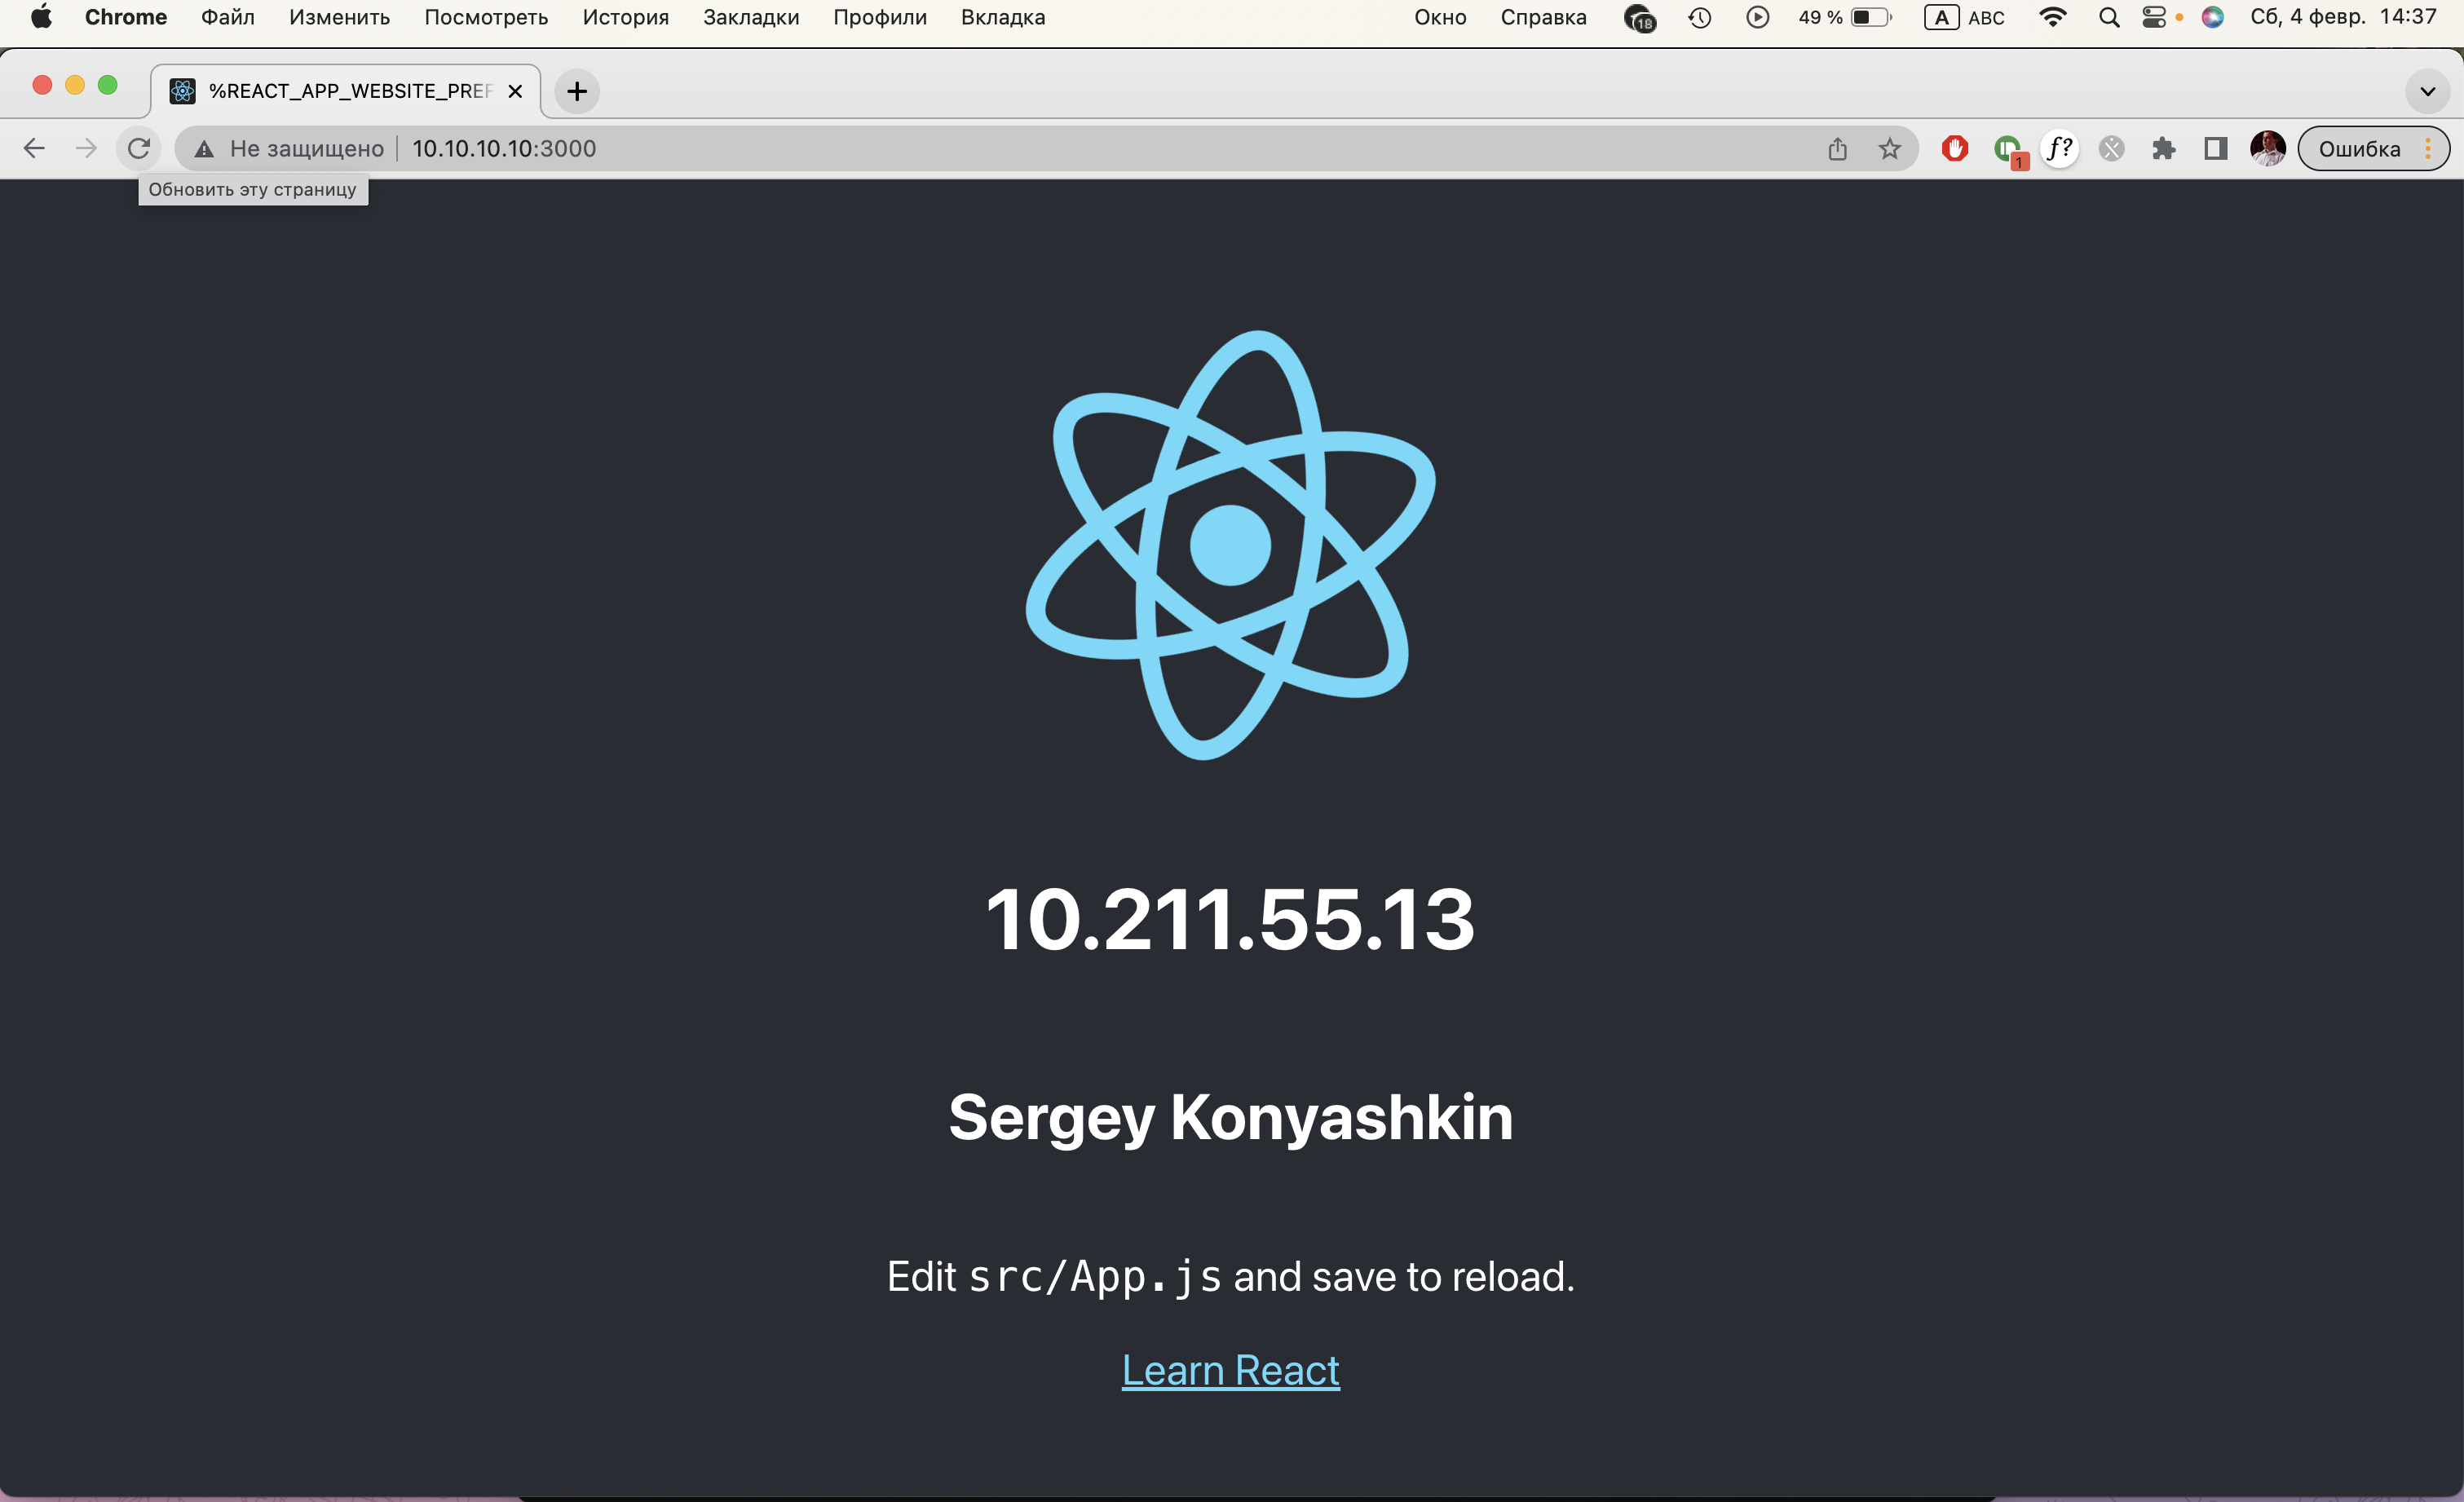 Chrome Файл Изменить Посмотреть История Закладки Профили Вкладка Окно Справка 18 49 % A ABC Сб, 4 февр. 14:37
%REACT_APP_WEBSITE_PREF
Не защищено 10.10.10.10:3000 1 f? Ошибка
Обновить эту страницу
10.211.55.13
Sergey Konyashkin
Edit src/App.js and save to reload.
Learn React